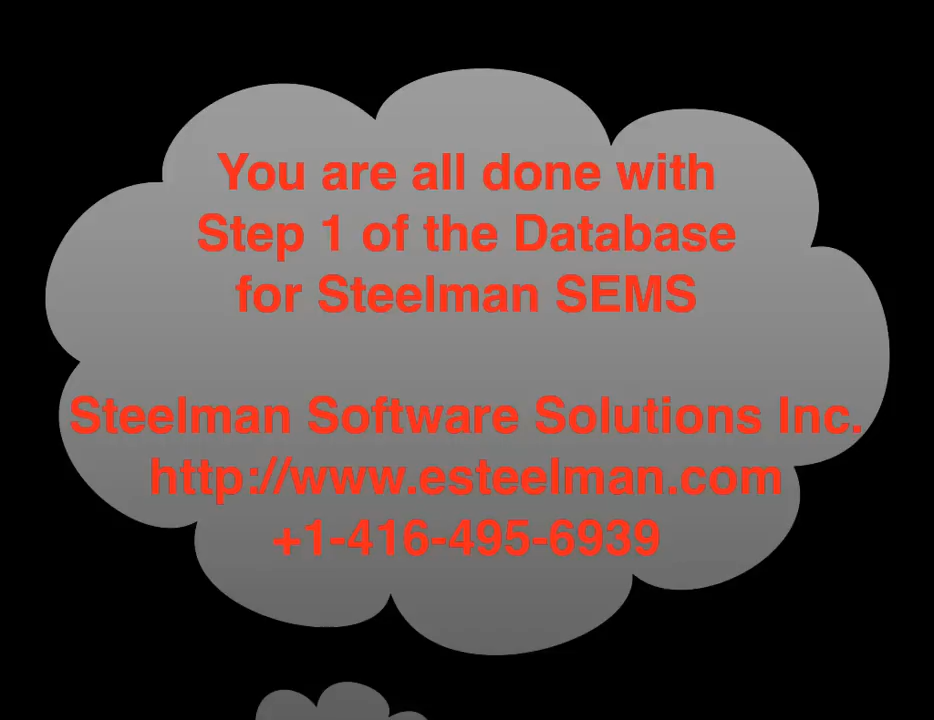 You are all done with
Step 1 of the Database
for Steelman SEMS
Steelman Software Solutions Inc.
http://www.esteelman.com
+1-416-495-6939